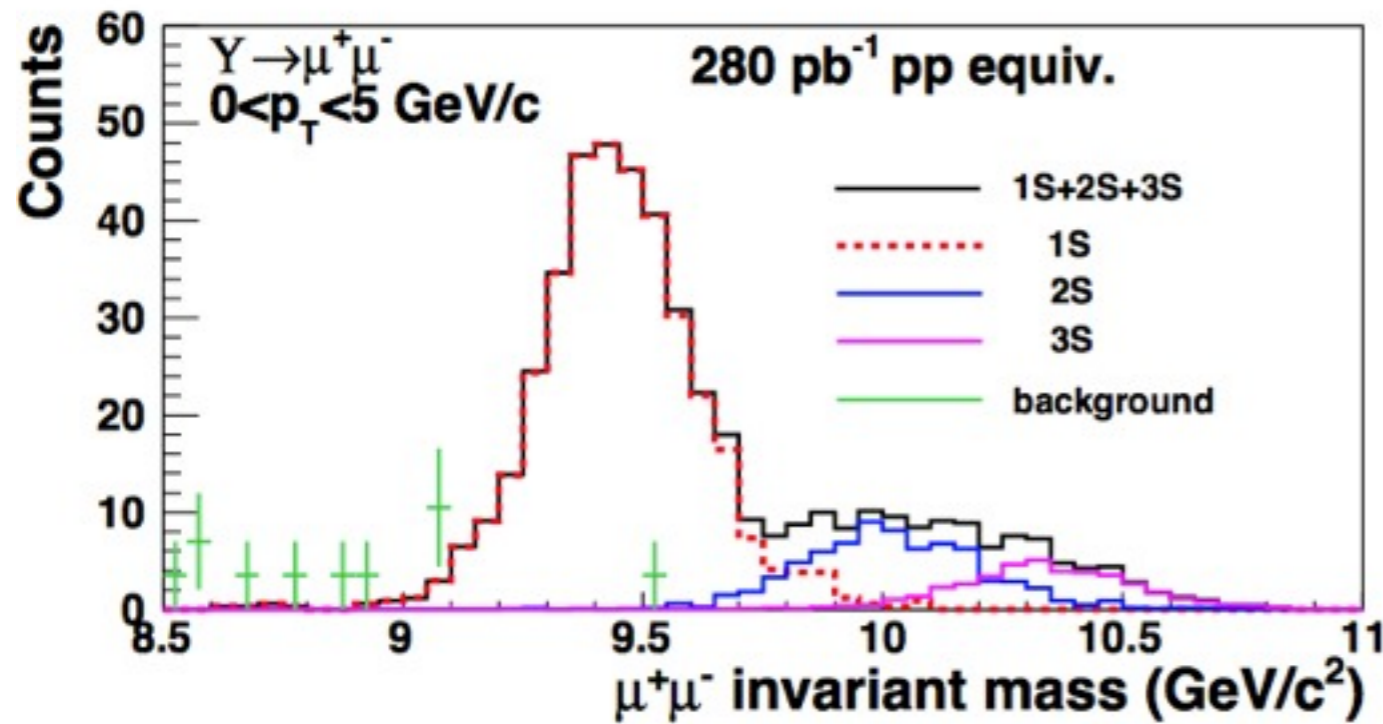 Counts
60
50
40
30
20
10
0
ϒ→μ⁺μ⁻
0<p_T<5 GeV/c
280 pb⁻¹ pp equiv.
1S+2S+3S
1S
2S
3S
background
8.5 9 9.5 10 10.5 11
μ⁺μ⁻ invariant mass (GeV/c²)